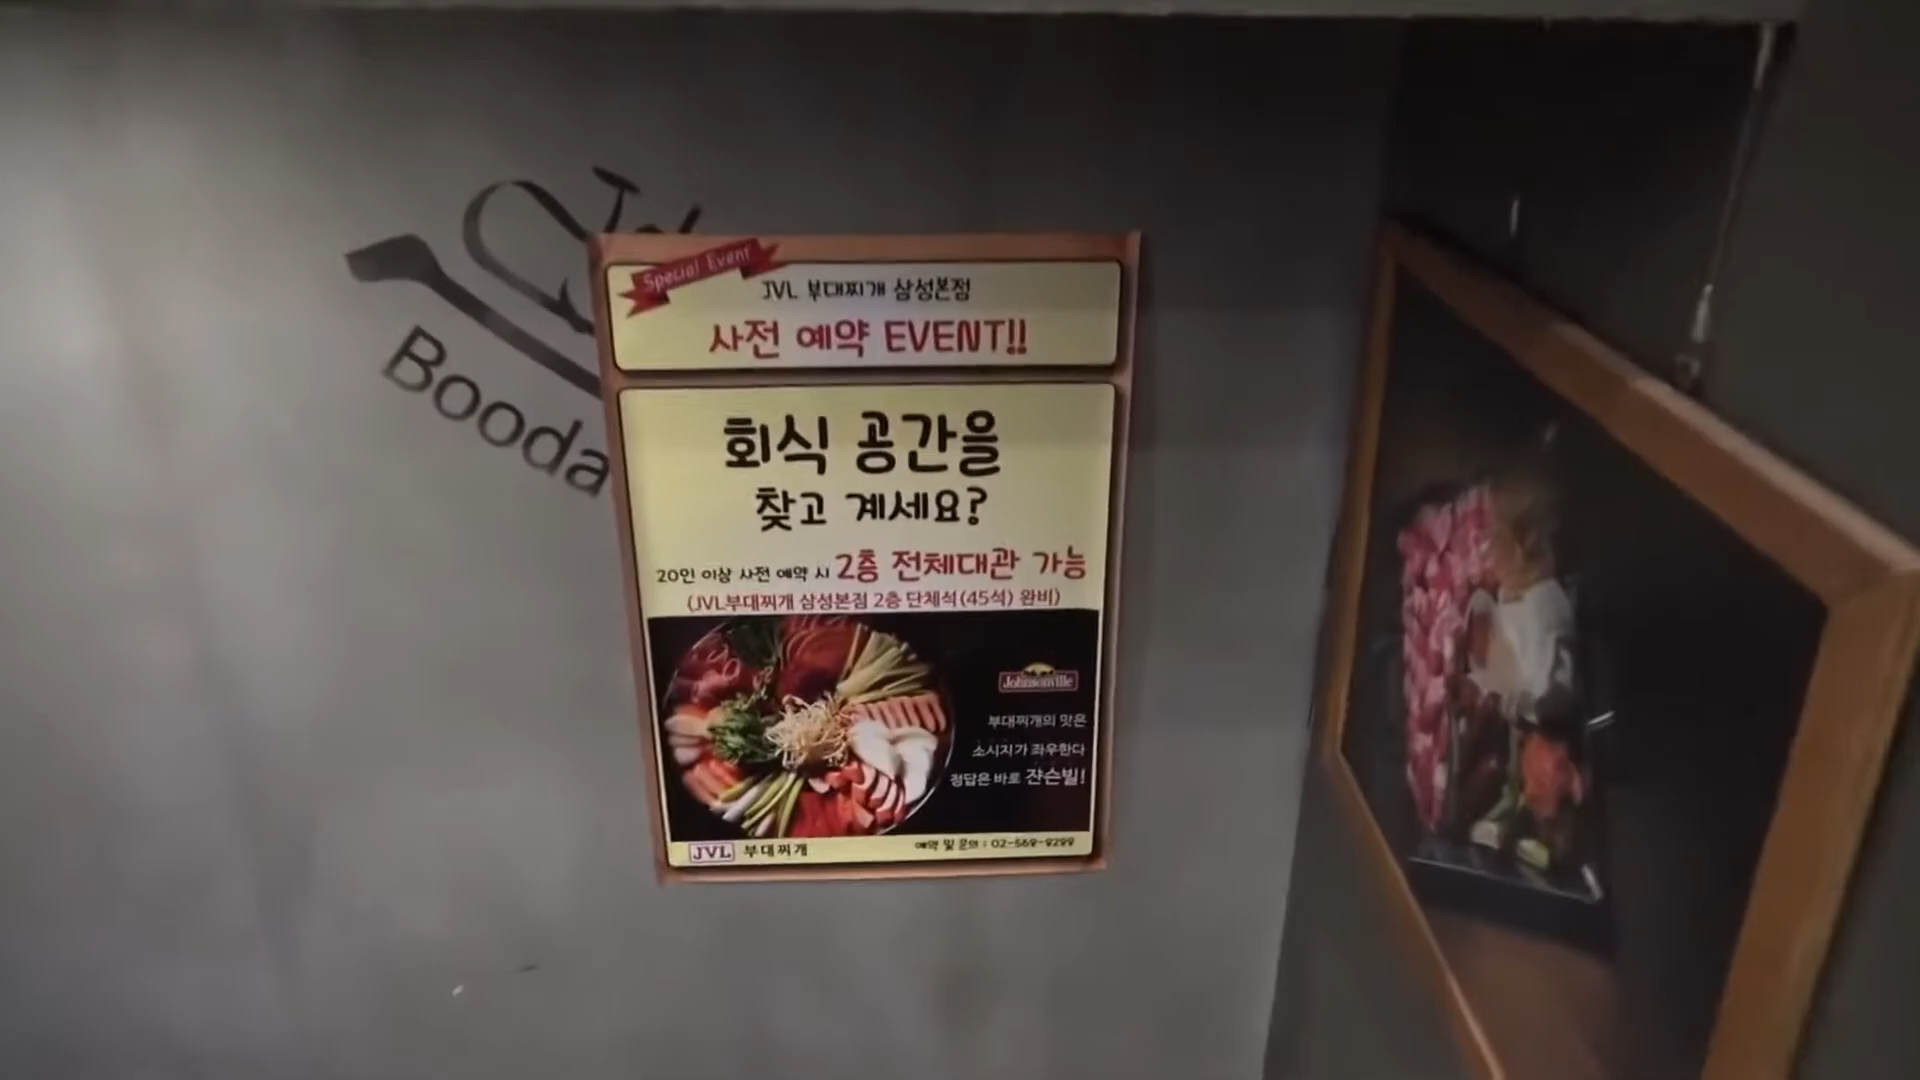 Booda
Special Event
JVL 부대찌개 삼성본점
사전 예약 EVENT!!
회식 공간을
찾고 계세요?
20인 이상 사전 예약 시 2층 전체대관 가능
(JVL부대찌개 삼성본점 2층 단체석(45석) 완비)
Johnsonville
부대찌개의 맛은
소시지가 좌우한다
정답은 바로 쟌슨빌!
JVL 부대찌개
예약 및 문의 :